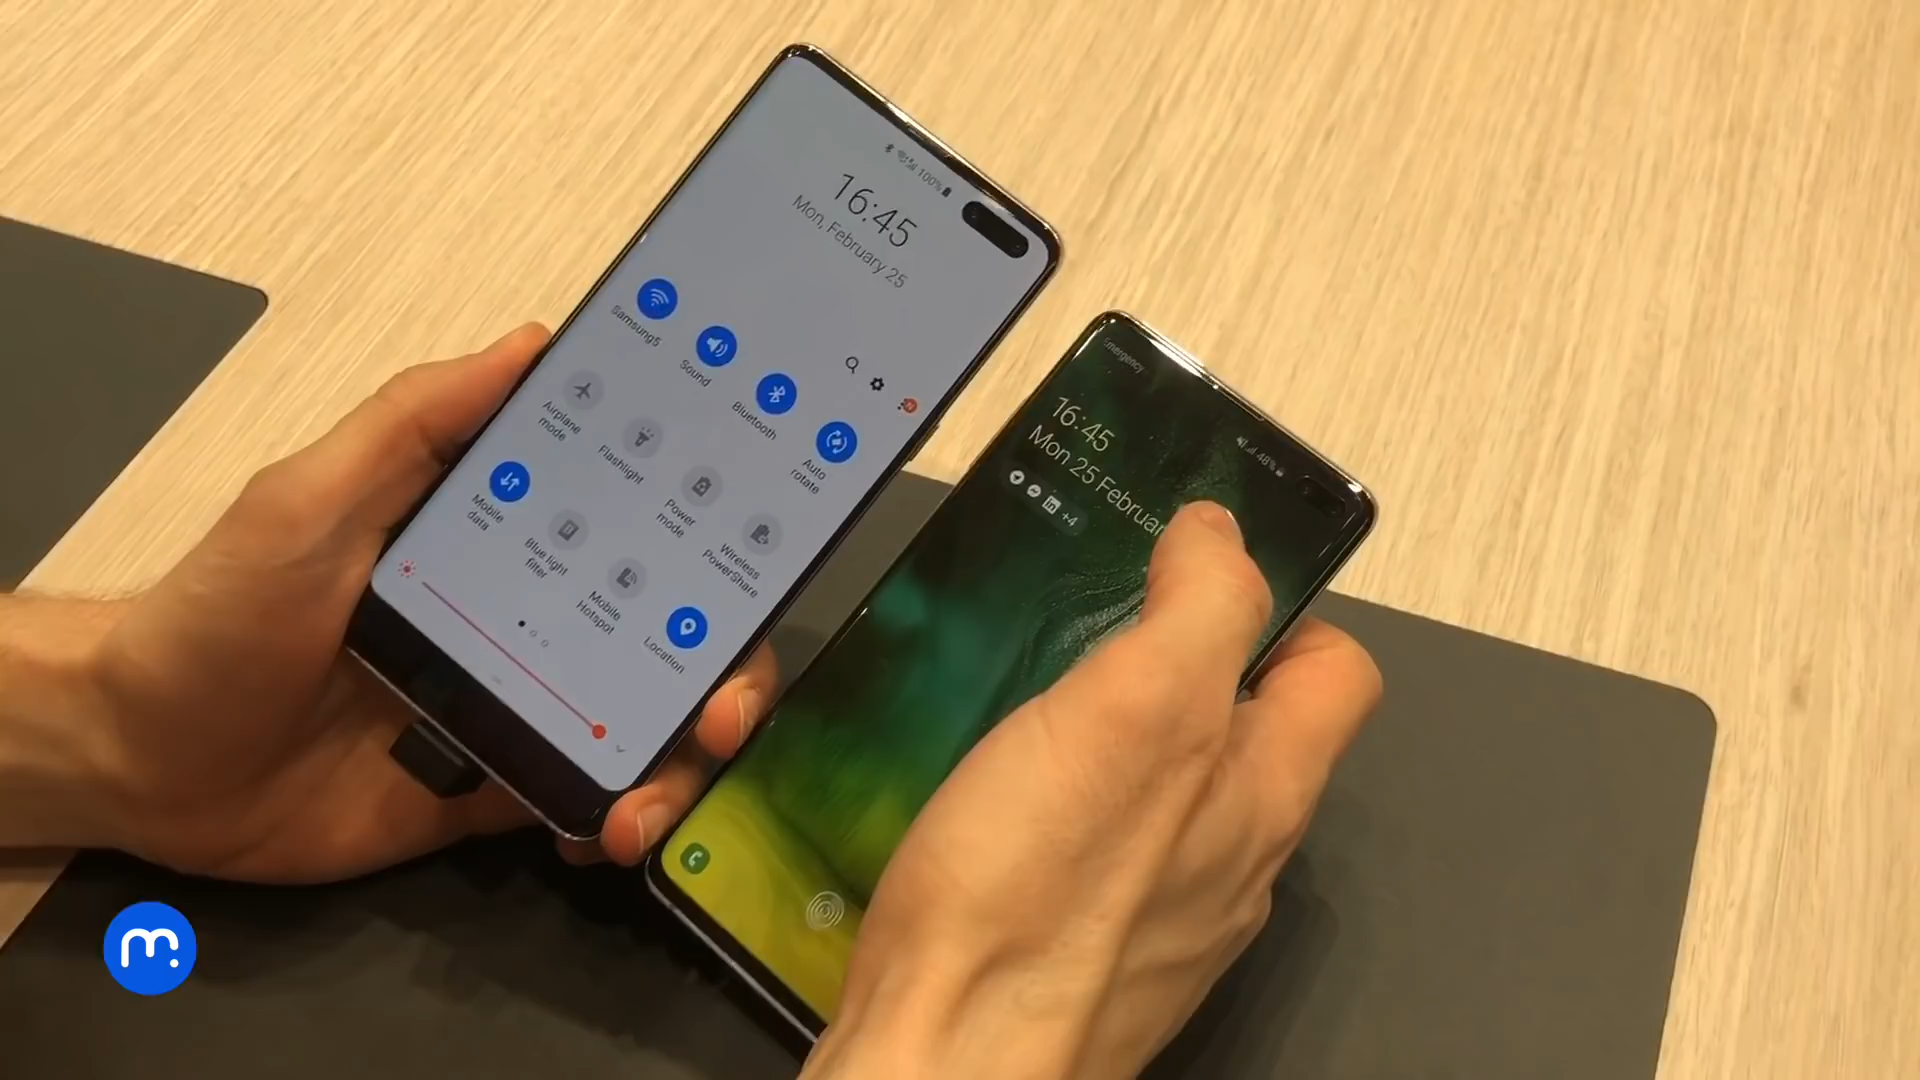 100%
16:45
Mon, February 25
Samsung5
Sound
Bluetooth
Auto
rotate
Airplane
mode
Flashlight
Power
mode
Wireless
PowerShare
Mobile
data
Blue light
filter
Mobile
Hotspot
Location
Emergency
48%
16:45
Mon 25 Februar
in
+4
m.